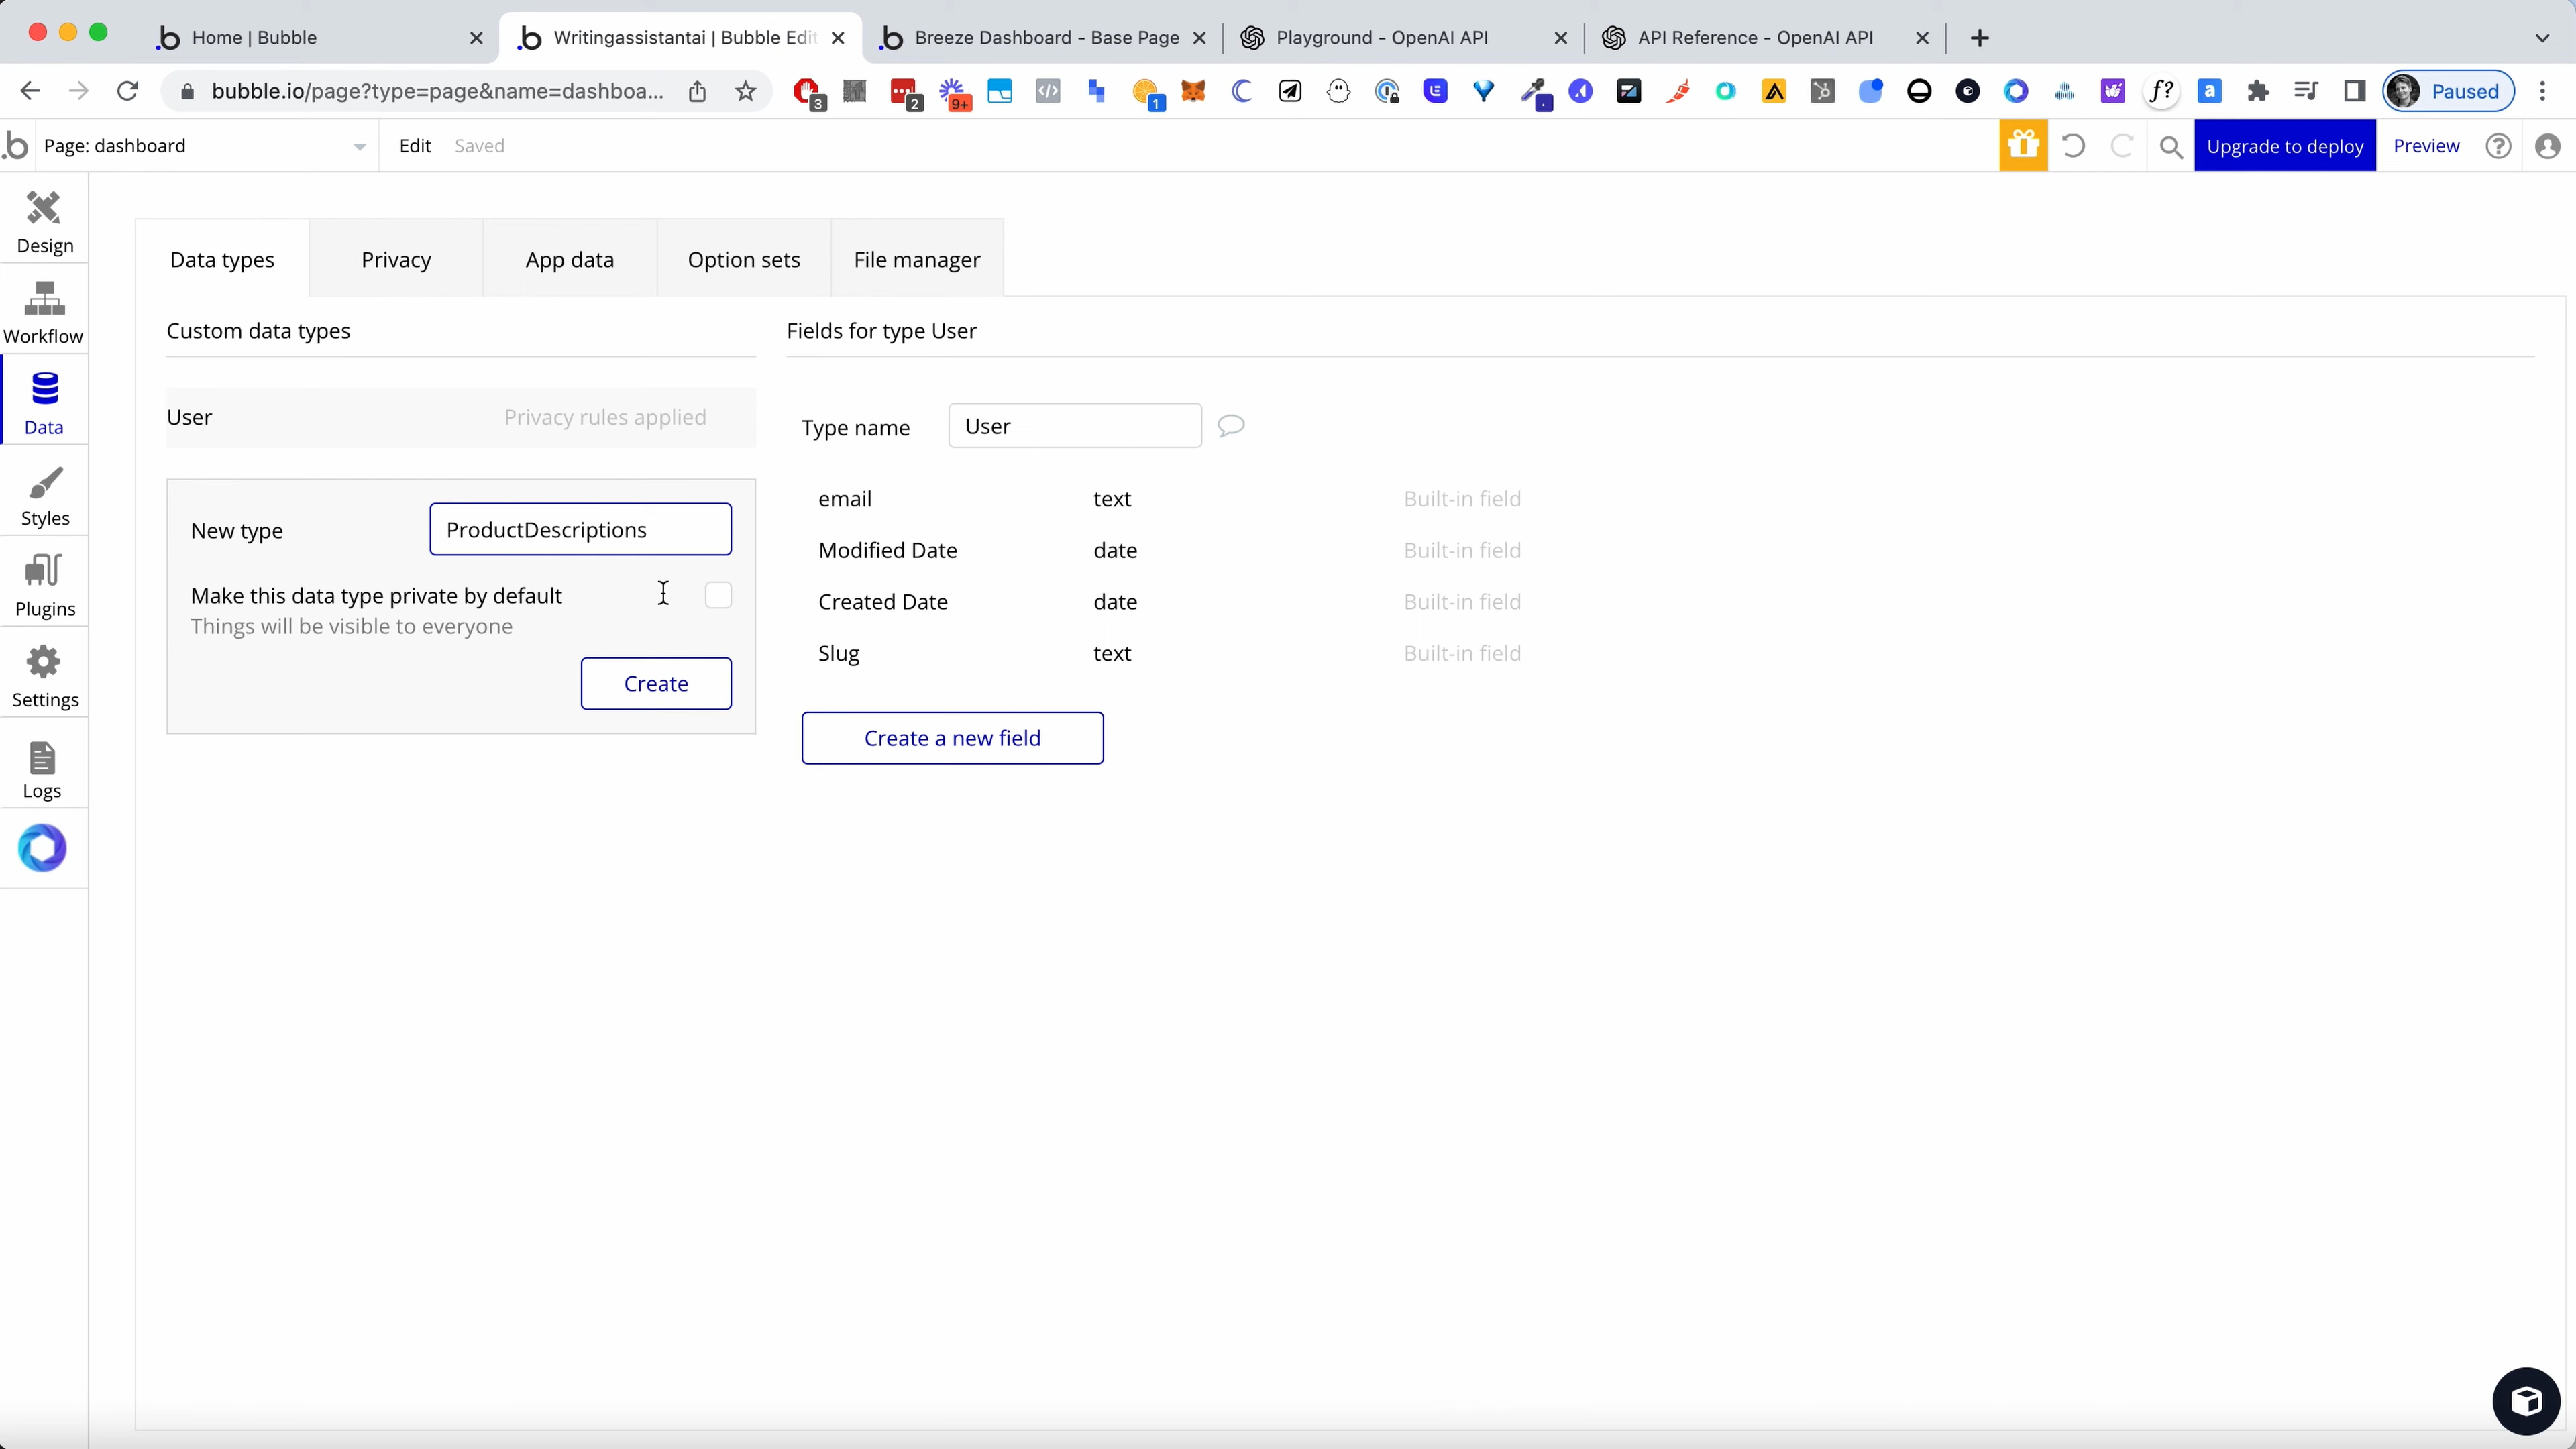 Home | Bubble
Writingassistantai | Bubble Edit
Breeze Dashboard - Base Page
Playground - OpenAI API
API Reference - OpenAI API
bubble.io/page?type=page&name=dashboa...
3
2
9+
1
Paused
Page: dashboard
Edit
Saved
Upgrade to deploy
Preview
Design
Workflow
Data
Styles
Plugins
Settings
Logs
Data types
Privacy
App data
Option sets
File manager
Custom data types
Fields for type User
User
Privacy rules applied
Type name
User
New type
ProductDescriptions
Make this data type private by default
Things will be visible to everyone
Create
email text Built-in field
Modified Date date Built-in field
Created Date date Built-in field
Slug text Built-in field
Create a new field